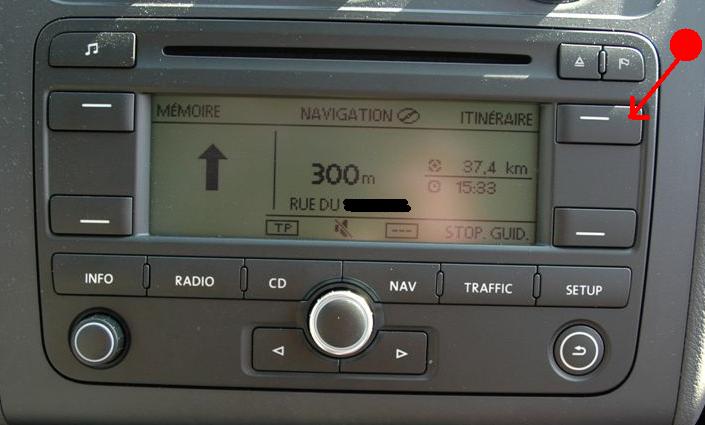 MÉMOIRE NAVIGATION ITINÉRAIRE
300m
37,4 km
15:33
RUE DU
TP --- STOP. GUID.
INFO RADIO CD NAV TRAFFIC SETUP